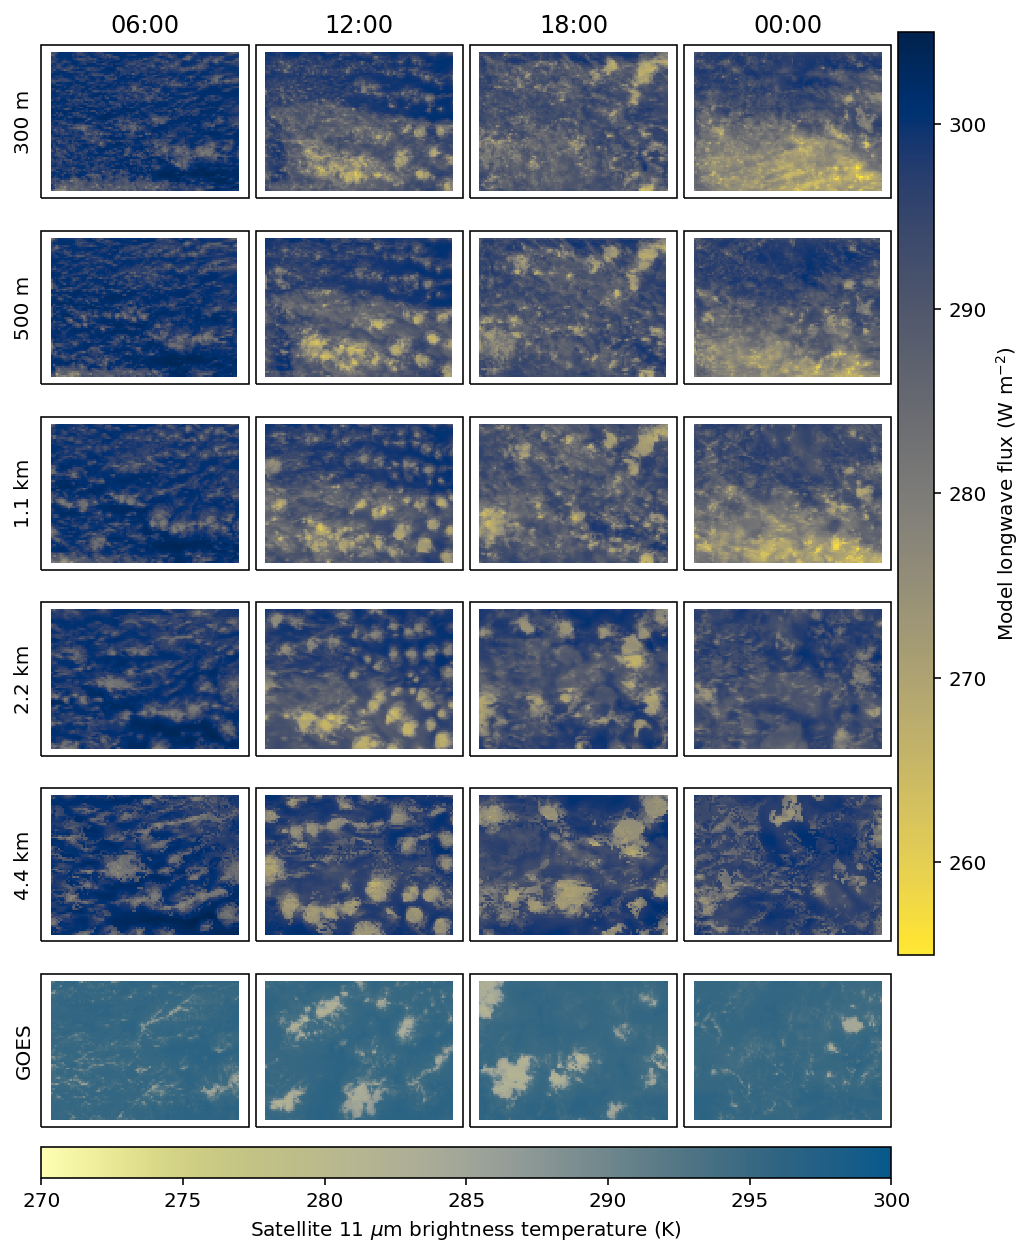 06:00 12:00 18:00 00:00
300 m
500 m
1.1 km
2.2 km
4.4 km
GOES
300
290
280
270
260
Model longwave flux (W m⁻²)
270 275 280 285 290 295 300
Satellite 11 μm brightness temperature (K)